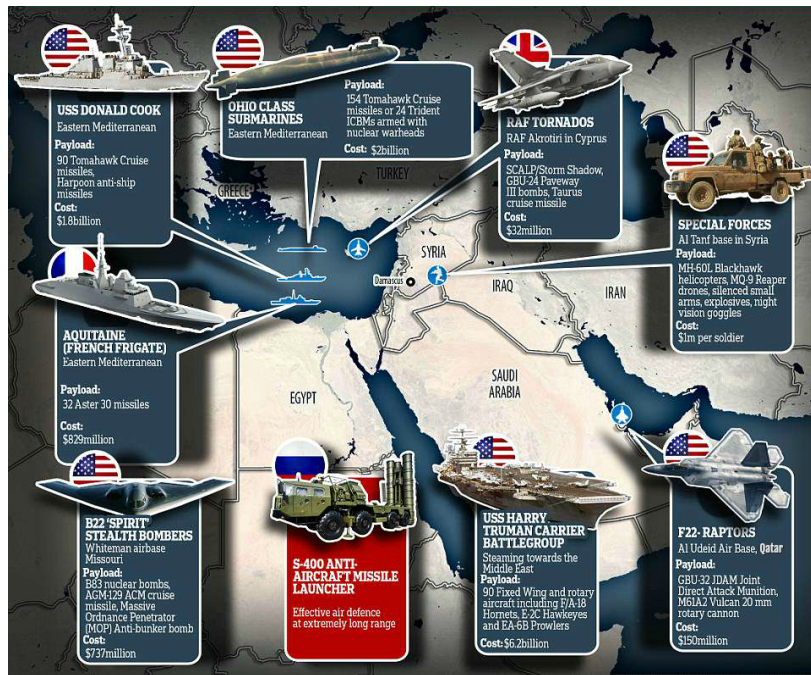 USS DONALD COOK
Eastern Mediterranean
Payload:
90 Tomahawk Cruise
missiles,
Harpoon anti-ship
missiles
Cost:
$1.8billion
OHIO CLASS
SUBMARINES
Eastern Mediterranean
Payload:
154 Tomahawk Cruise
missiles or 24 Trident
ICBMs armed with
nuclear warheads
Cost: $2billion
RAF TORNADOS
RAF Akrotiri in Cyprus
Payload:
SCALP/Storm Shadow,
GBU-24 Paveway
III bombs, Taurus
cruise missile
Cost:
$32million
SPECIAL FORCES
Al Tanf base in Syria
Payload:
MH-60L Blackhawk
helicopters, MQ-9 Reaper
drones, silenced small
arms, explosives, night
vision goggles
Cost:
$1m per soldier
GREECE
TURKEY
SYRIA
Damascus
IRAQ
IRAN
EGYPT
SAUDI
ARABIA
AQUITAINE
(FRENCH FRIGATE)
Eastern Mediterranean
Payload:
32 Aster 30 missiles
Cost:
$829million
B22 ‘SPIRIT’
STEALTH BOMBERS
Whiteman airbase
Missouri
Payload:
B83 nuclear bombs,
AGM-129 ACM cruise
missile, Massive
Ordnance Penetrator
(MOP) Anti-bunker bomb
Cost:
$737million
S-400 ANTI-
AIRCRAFT MISSILE
LAUNCHER
Effective air defence
at extremely long range
USS HARRY
TRUMAN CARRIER
BATTLEGROUP
Steaming towards the
Middle East
Payload:
90 Fixed Wing and rotary
aircraft including F/A-18
Hornets, E-2C Hawkeyes
and EA-6B Prowlers
Cost: $6.2billion
F22- RAPTORS
Al Udeid Air Base, Qatar
Payload:
GBU-32 JDAM Joint
Direct Attack Munition,
M61A2 Vulcan 20 mm
rotary cannon
Cost:
$150million